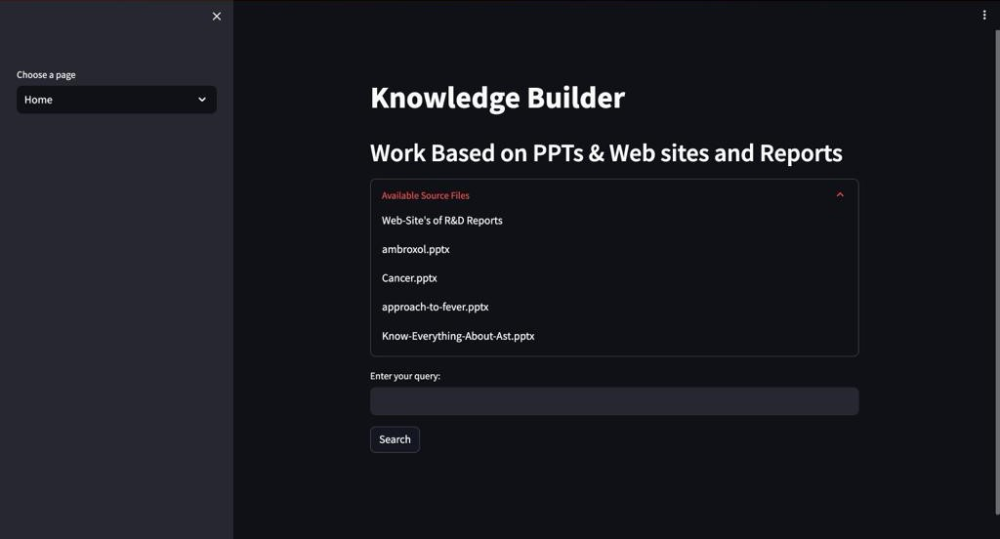 Choose a page
Home
Knowledge Builder
Work Based on PPTs & Web sites and Reports
Available Source Files
Web-Site's of R&D Reports
ambroxol.pptx
Cancer.pptx
approach-to-fever.pptx
Know-Everything-About-Ast.pptx
Enter your query:
Search